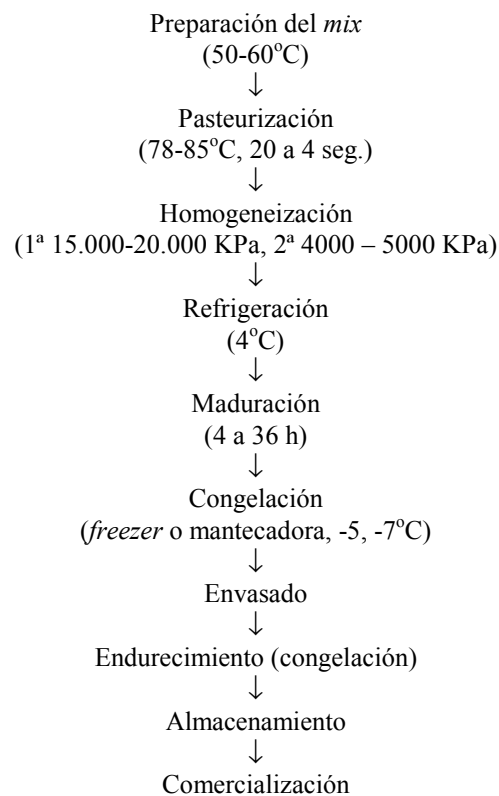 Preparación del mix
(50-60°C)
↓
Pasteurización
(78-85°C, 20 a 4 seg.)
↓
Homogeneización
(1ª 15.000-20.000 KPa, 2ª 4000 – 5000 KPa)
↓
Refrigeración
(4°C)
↓
Maduración
(4 a 36 h)
↓
Congelación
(freezer o mantecadora, -5, -7°C)
↓
Envasado
↓
Endurecimiento (congelación)
↓
Almacenamiento
↓
Comercialización